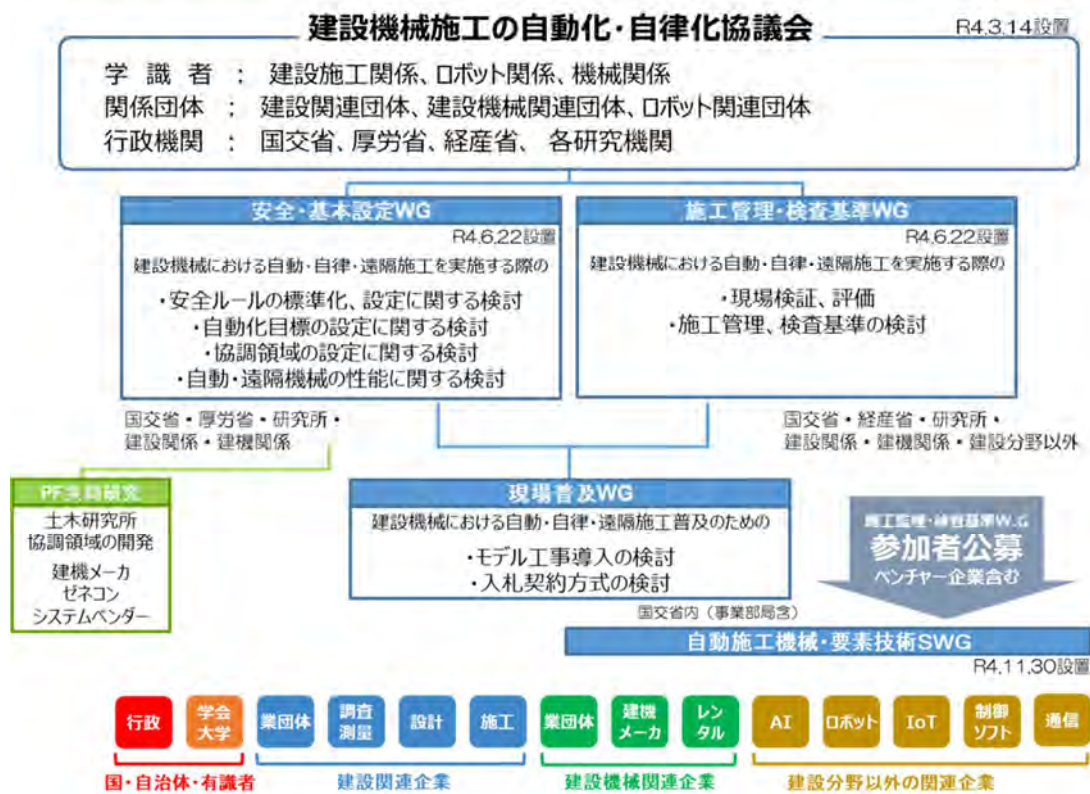 建設機械施工の自動化・自律化協議会
R4.3.14設置
学識者 ： 建設施工関係、ロボット関係、機械関係
関係団体 ： 建設関連団体、建設機械関連団体、ロボット関連団体
行政機関 ： 国交省、厚労省、経産省、 各研究機関
安全・基本設定WG
R4.6.22設置
建設機械における自動・自律・遠隔施工を実施する際の
・安全ルールの標準化、設定に関する検討
・自動化目標の設定に関する検討
・協調領域の設定に関する検討
・自動・遠隔機械の性能に関する検討
国交省・厚労省・研究所・
建設関係・建機関係
施工管理・検査基準WG
R4.6.22設置
建設機械における自動・自律・遠隔施工を実施する際の
・現場検証、評価
・施工管理、検査基準の検討
国交省・経産省・研究所・
建設関係・建機関係・建設分野以外
PF共同研究
土木研究所
協調領域の開発
建機メーカ
ゼネコン
システムベンダー
現場普及WG
建設機械における自動・自律・遠隔施工普及のための
・モデル工事導入の検討
・入札契約方式の検討
国交省内（事業部局含）
施工監理・検査基準W.G
参加者公募
ベンチャー企業含む
自動施工機械・要素技術SWG
R4.11.30設置
行政
学会
大学
業団体
調査
測量
設計
施工
業団体
建機
メーカ
レン
タル
AI
ロボット
IoT
制御
ソフト
通信
国・自治体・有識者
建設関連企業
建設機械関連企業
建設分野以外の関連企業